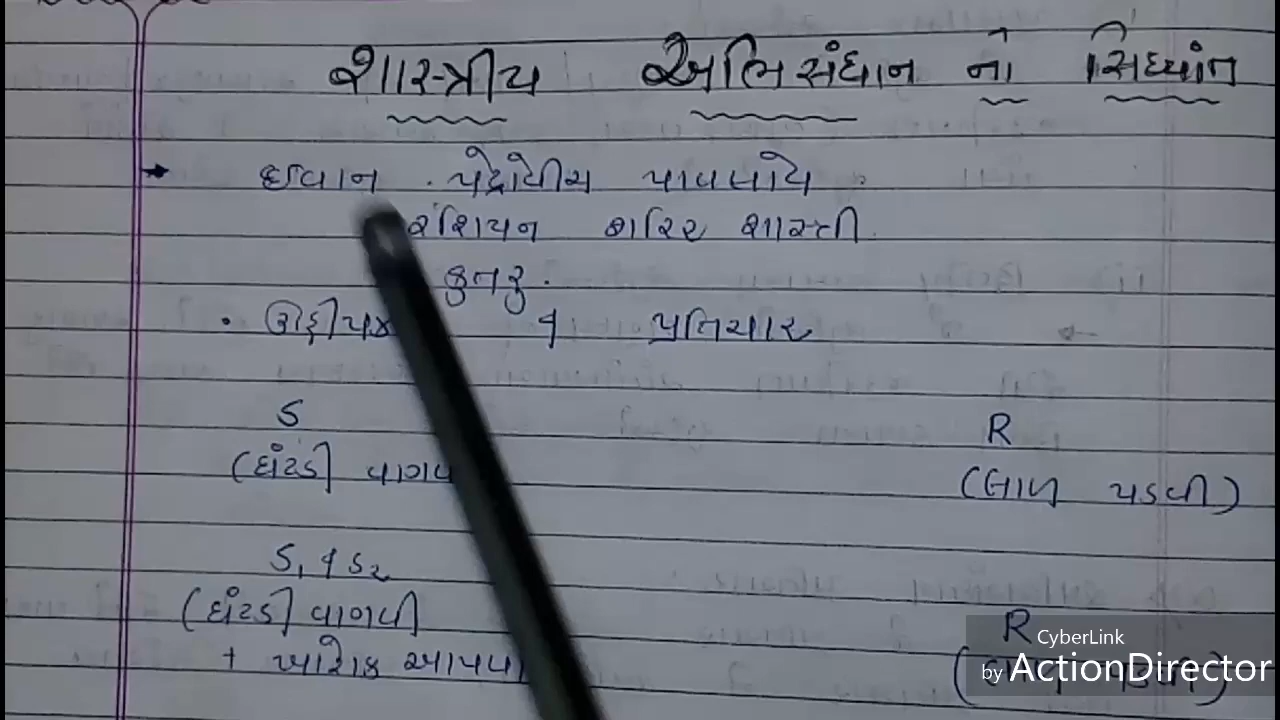 શાસ્ત્રીય અભિસંધાન નો સિધ્ધાંત
→ ઇવાન પેટ્રોવીચ પાવલોવે
રશિયન શરિર શાસ્ત્રી
કુતરુ.
• ઉદ્દીપક અને પ્રતિચાર
S R
(ઘંટડી વાગવ (લાળ પડવી)
S1 ને S2 R
(ઘંટડી વાગવી
+ ખોરાક આપવા
CyberLink
by ActionDirector